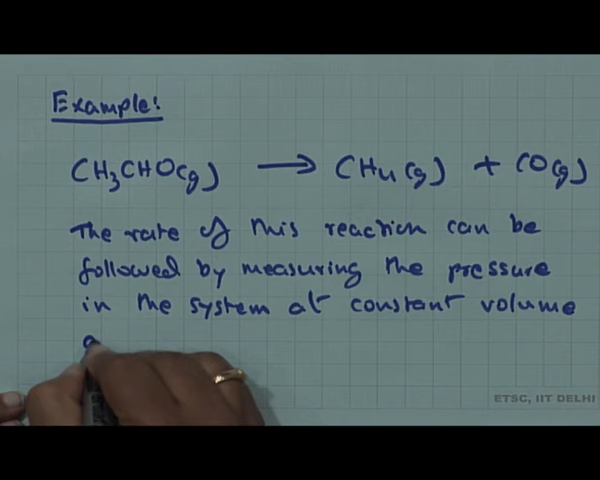 Example:
CH₃CHO(g) → CH₄(g) + CO(g)
The rate of this reaction can be
followed by measuring the pressure
in the system at constant volume
ETSC, IIT DELHI